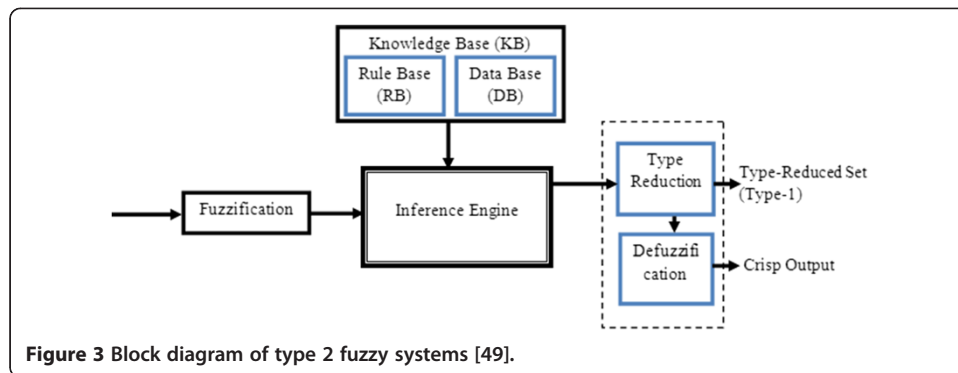 Knowledge Base (KB)
Rule Base
(RB)
Data Base
(DB)
Fuzzification
Inference Engine
Type
Reduction
Type-Reduced Set
(Type-1)
Defuzzifi
cation
Crisp Output
Figure 3 Block diagram of type 2 fuzzy systems [49].